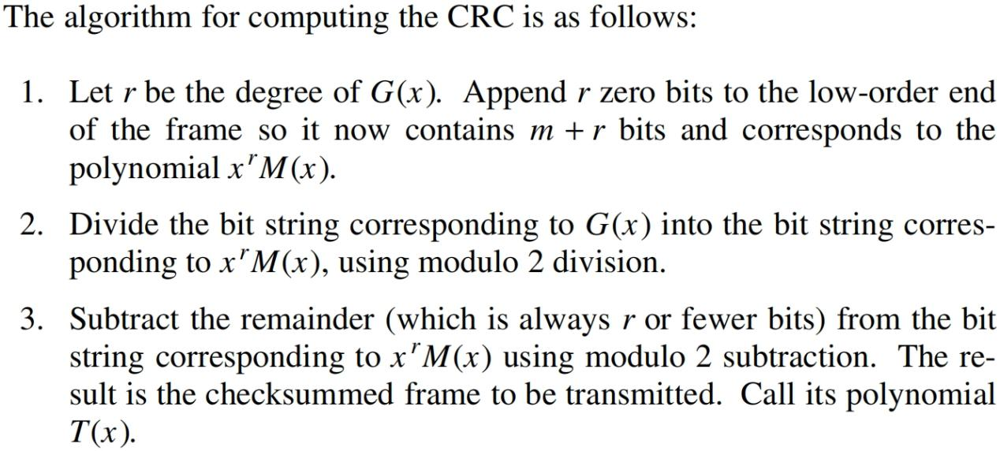 The algorithm for computing the CRC is as follows:
1. Let r be the degree of G(x). Append r zero bits to the low-order end
of the frame so it now contains m + r bits and corresponds to the
polynomial xʳM(x).
2. Divide the bit string corresponding to G(x) into the bit string corres-
ponding to xʳM(x), using modulo 2 division.
3. Subtract the remainder (which is always r or fewer bits) from the bit
string corresponding to xʳM(x) using modulo 2 subtraction. The re-
sult is the checksummed frame to be transmitted. Call its polynomial
T(x).